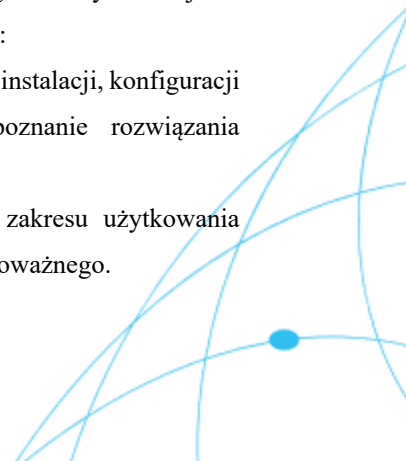 :
instalacji, konfiguracji
poznanie rozwiązania
zakresu użytkowania
oważnego.